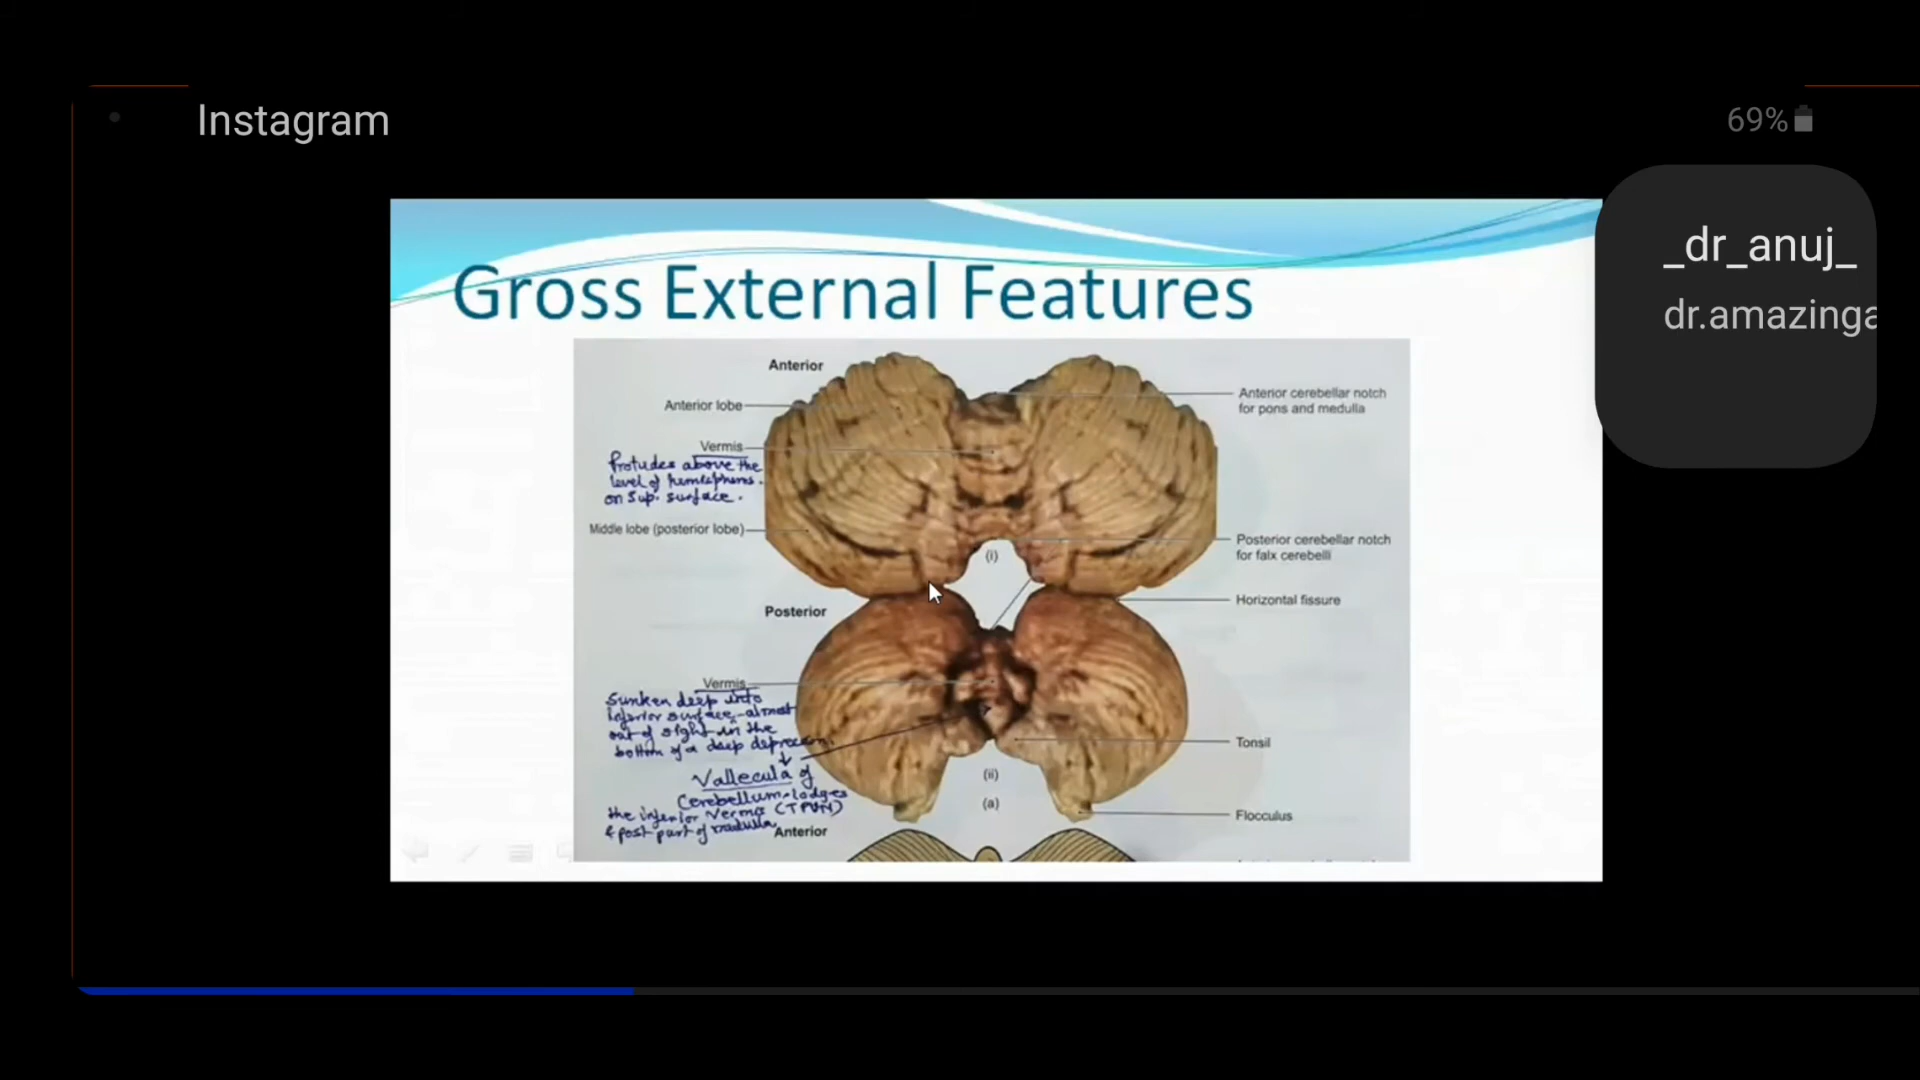 Instagram
69%
_dr_anuj_
dr.amazinga
Gross External Features
Anterior
Anterior lobe
Anterior cerebellar notch
for pons and medulla
Vermis
Protudes above the
level of hemispheres.
on Sup. surface.
Middle lobe (posterior lobe)
(i)
Posterior cerebellar notch
for falx cerebelli
Horizontal fissure
Posterior
Vermis
Sunken deep into
inferior surface - almost
out of sight in the
bottom of a deep depression.
Vallecula of
Cerebellum - lodges
the inferior Vermis (TPUN)
& post part of medulla
Tonsil
(ii)
(a)
Flocculus
Anterior